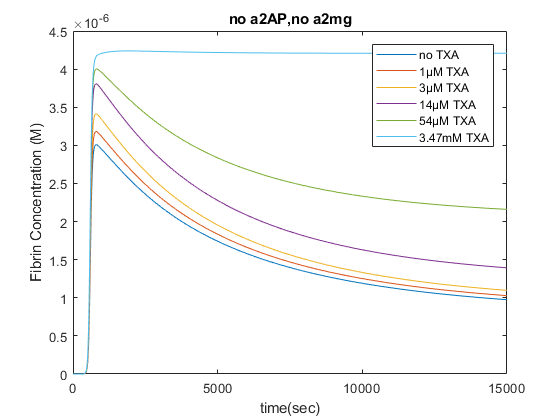 no a2AP,no a2mg
×10^-6
4.5
4
3.5
3
2.5
2
1.5
1
0.5
0
Fibrin Concentration (M)
no TXA
1µM TXA
3µM TXA
14µM TXA
54µM TXA
3.47mM TXA
0 5000 10000 15000
time(sec)